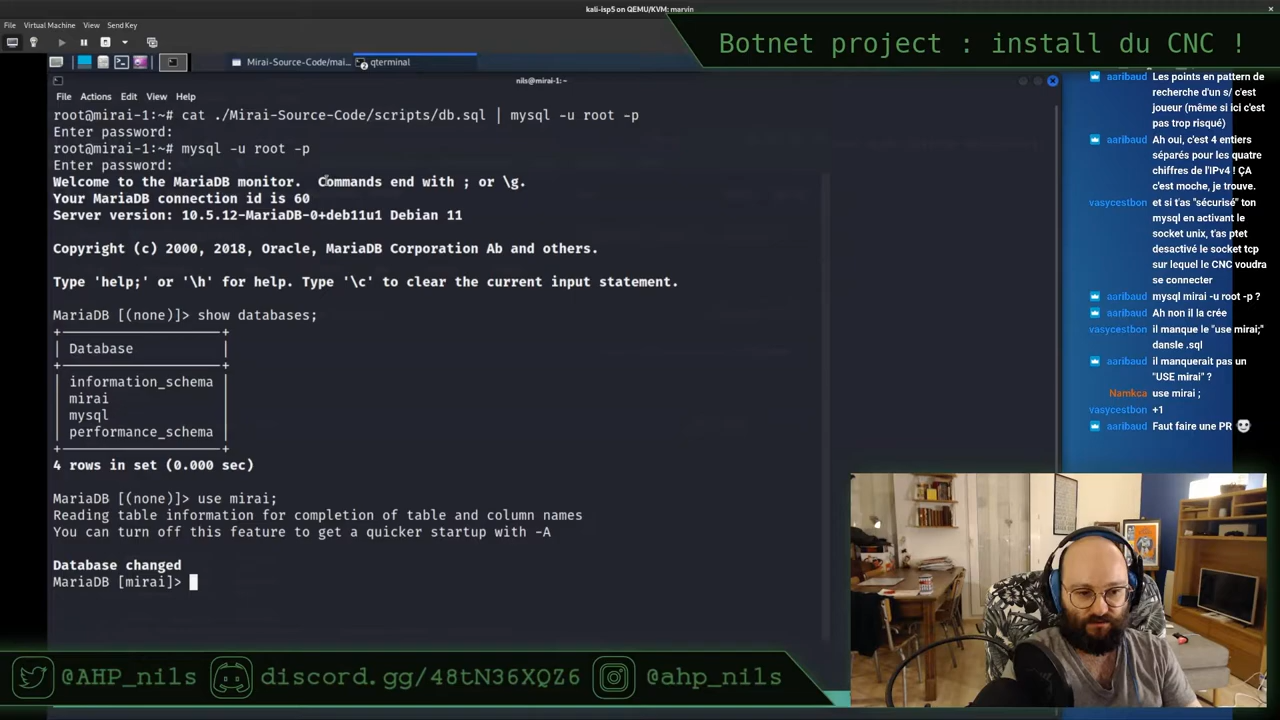 kali-isp5 on QEMU/KVM: marvin
File Virtual Machine View Send Key
Botnet project : install du CNC !
Mirai-Source-Code/mai...
qterminal
nils@mirai-1: ~
File Actions Edit View Help
root@mirai-1:~# cat ./Mirai-Source-Code/scripts/db.sql | mysql -u root -p
Enter password:
root@mirai-1:~# mysql -u root -p
Enter password:
Welcome to the MariaDB monitor. Commands end with ; or \g.
Your MariaDB connection id is 60
Server version: 10.5.12-MariaDB-0+deb11u1 Debian 11
Copyright (c) 2000, 2018, Oracle, MariaDB Corporation Ab and others.
Type 'help;' or '\h' for help. Type '\c' to clear the current input statement.
MariaDB [(none)]> show databases;
| Database |
| information_schema |
| mirai |
| mysql |
| performance_schema |
4 rows in set (0.000 sec)
MariaDB [(none)]> use mirai;
Reading table information for completion of table and column names
You can turn off this feature to get a quicker startup with -A
Database changed
MariaDB [mirai]>
aaribaud Les points en pattern de
recherche d'un s/ c'est
joueur (même si ici c'est
pas trop risqué)
aaribaud Ah oui, c'est 4 entiers
séparés pour les quatre
chiffres de l'IPv4 ! ÇA
c'est moche, je trouve.
vasycestbon et si t'as "sécurisé" ton
mysql en activant le
socket unix, t'as ptet
desactivé le socket tcp
sur lequel le CNC voudra
se connecter
aaribaud mysql mirai -u root -p ?
aaribaud Ah non il la crée
vasycestbon il manque le "use mirai;"
dansle .sql
aaribaud il manquerait pas un
"USE mirai" ?
Namkca use mirai ;
vasycestbon +1
aaribaud Faut faire une PR
@AHP_nils discord.gg/48tN36XQZ6 @ahp_nils